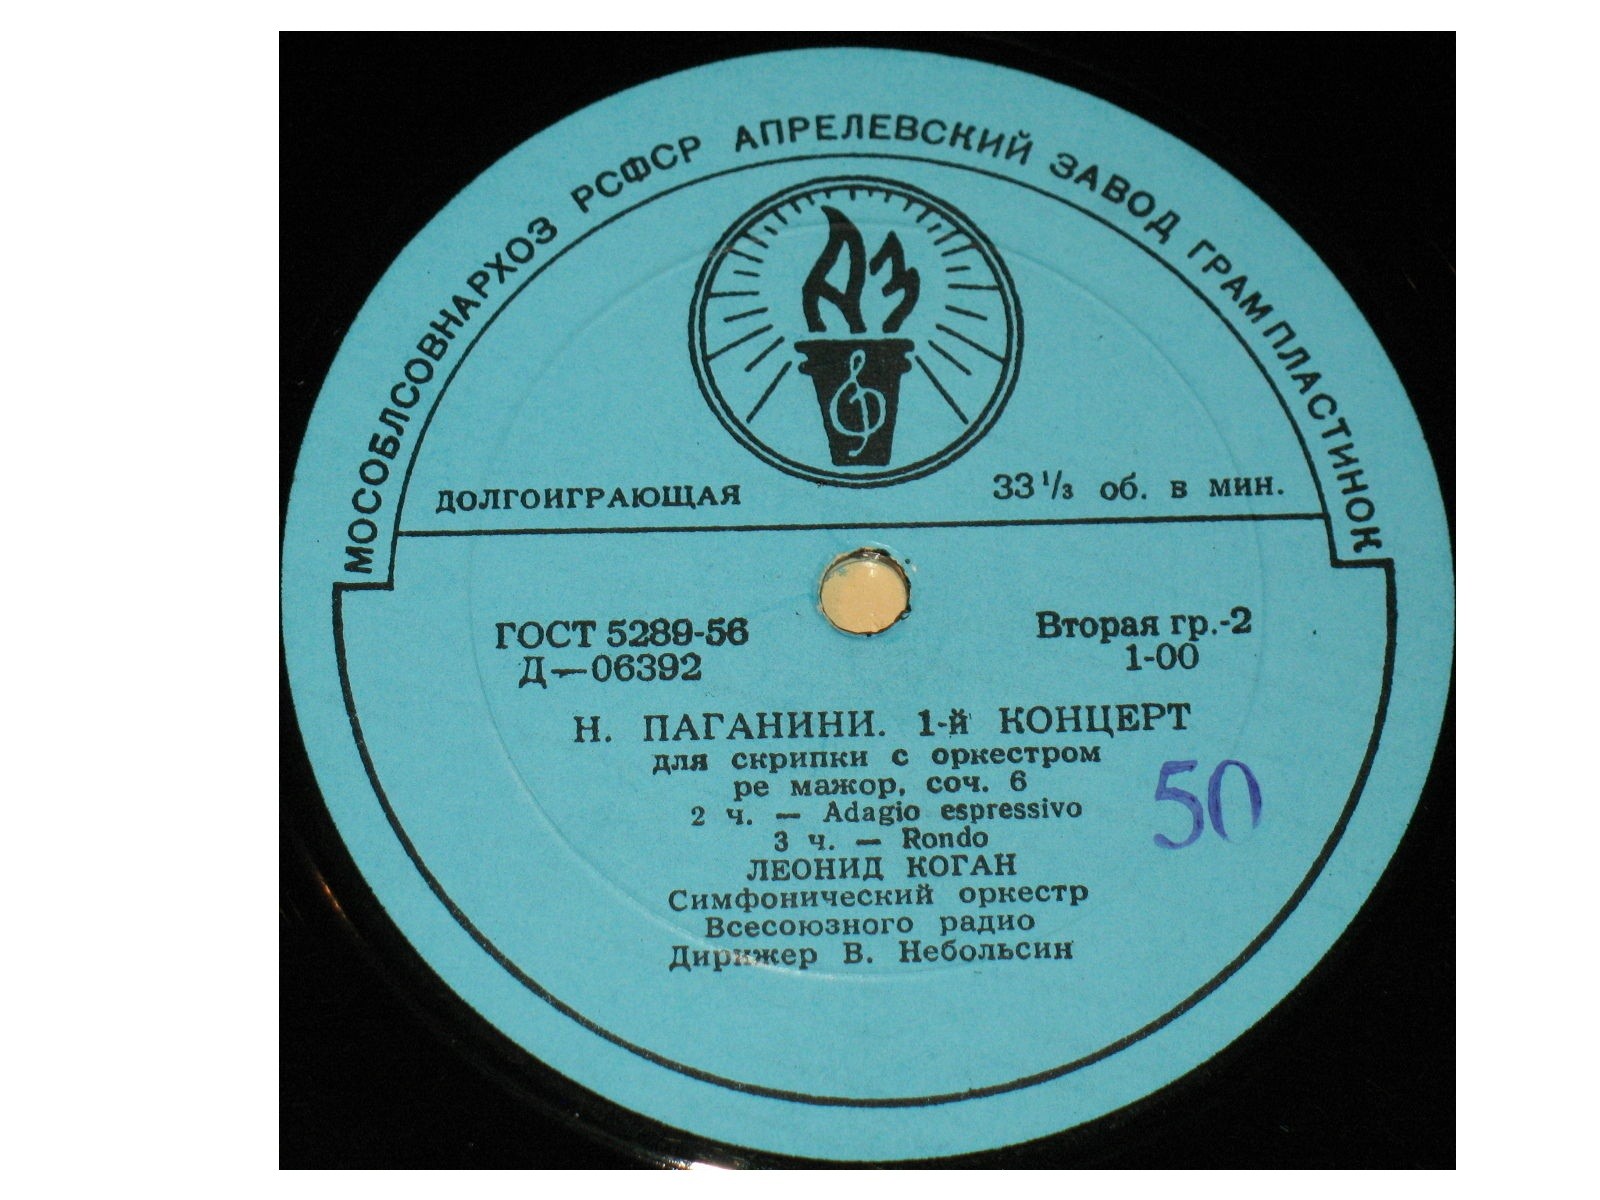 МОСОБЛСОВНАРХОЗ РСФСР АПРЕЛЕВСКИЙ ЗАВОД ГРАМПЛАСТИНОК
АЗ
ДОЛГОИГРАЮЩАЯ
33 1/3 об. в мин.
ГОСТ 5289-56
Вторая гр.-2
Д—06392
1-00
Н. ПАГАНИНИ. 1-й КОНЦЕРТ
для скрипки с оркестром
ре мажор, соч. 6
2 ч. — Adagio espressivo
3 ч. — Rondo
50
ЛЕОНИД КОГАН
Симфонический оркестр
Всесоюзного радио
Дирижер В. Небольсин